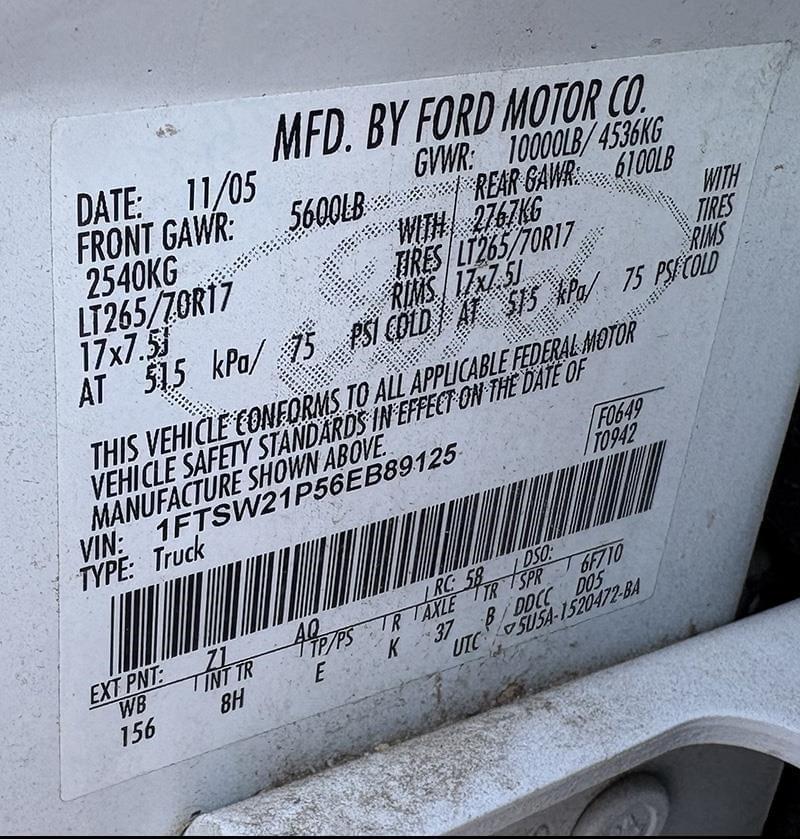 MFD. BY FORD MOTOR CO.
DATE: 11/05 GVWR: 10000LB/ 4536KG
FRONT GAWR: 5600LB REAR GAWR: 6100LB
2540KG WITH 2767KG WITH
LT265/70R17 TIRES LT265/70R17 TIRES
17x7.5J RIMS 17x7.5J RIMS
AT 515 kPa/ 75 PSI COLD AT 515 kPa/ 75 PSI COLD
THIS VEHICLE CONFORMS TO ALL APPLICABLE FEDERAL MOTOR
VEHICLE SAFETY STANDARDS IN EFFECT ON THE DATE OF
MANUFACTURE SHOWN ABOVE.
F0649
T0942
VIN: 1FTSW21P56EB89125
TYPE: Truck
EXT PNT: Z1 AQ RC: 58 DSO: 6F710
WB INT TR TP/PS R AXLE TR SPR D05
156 8H E K 37 B DDCC
UTC ▽5U5A-1520472-BA